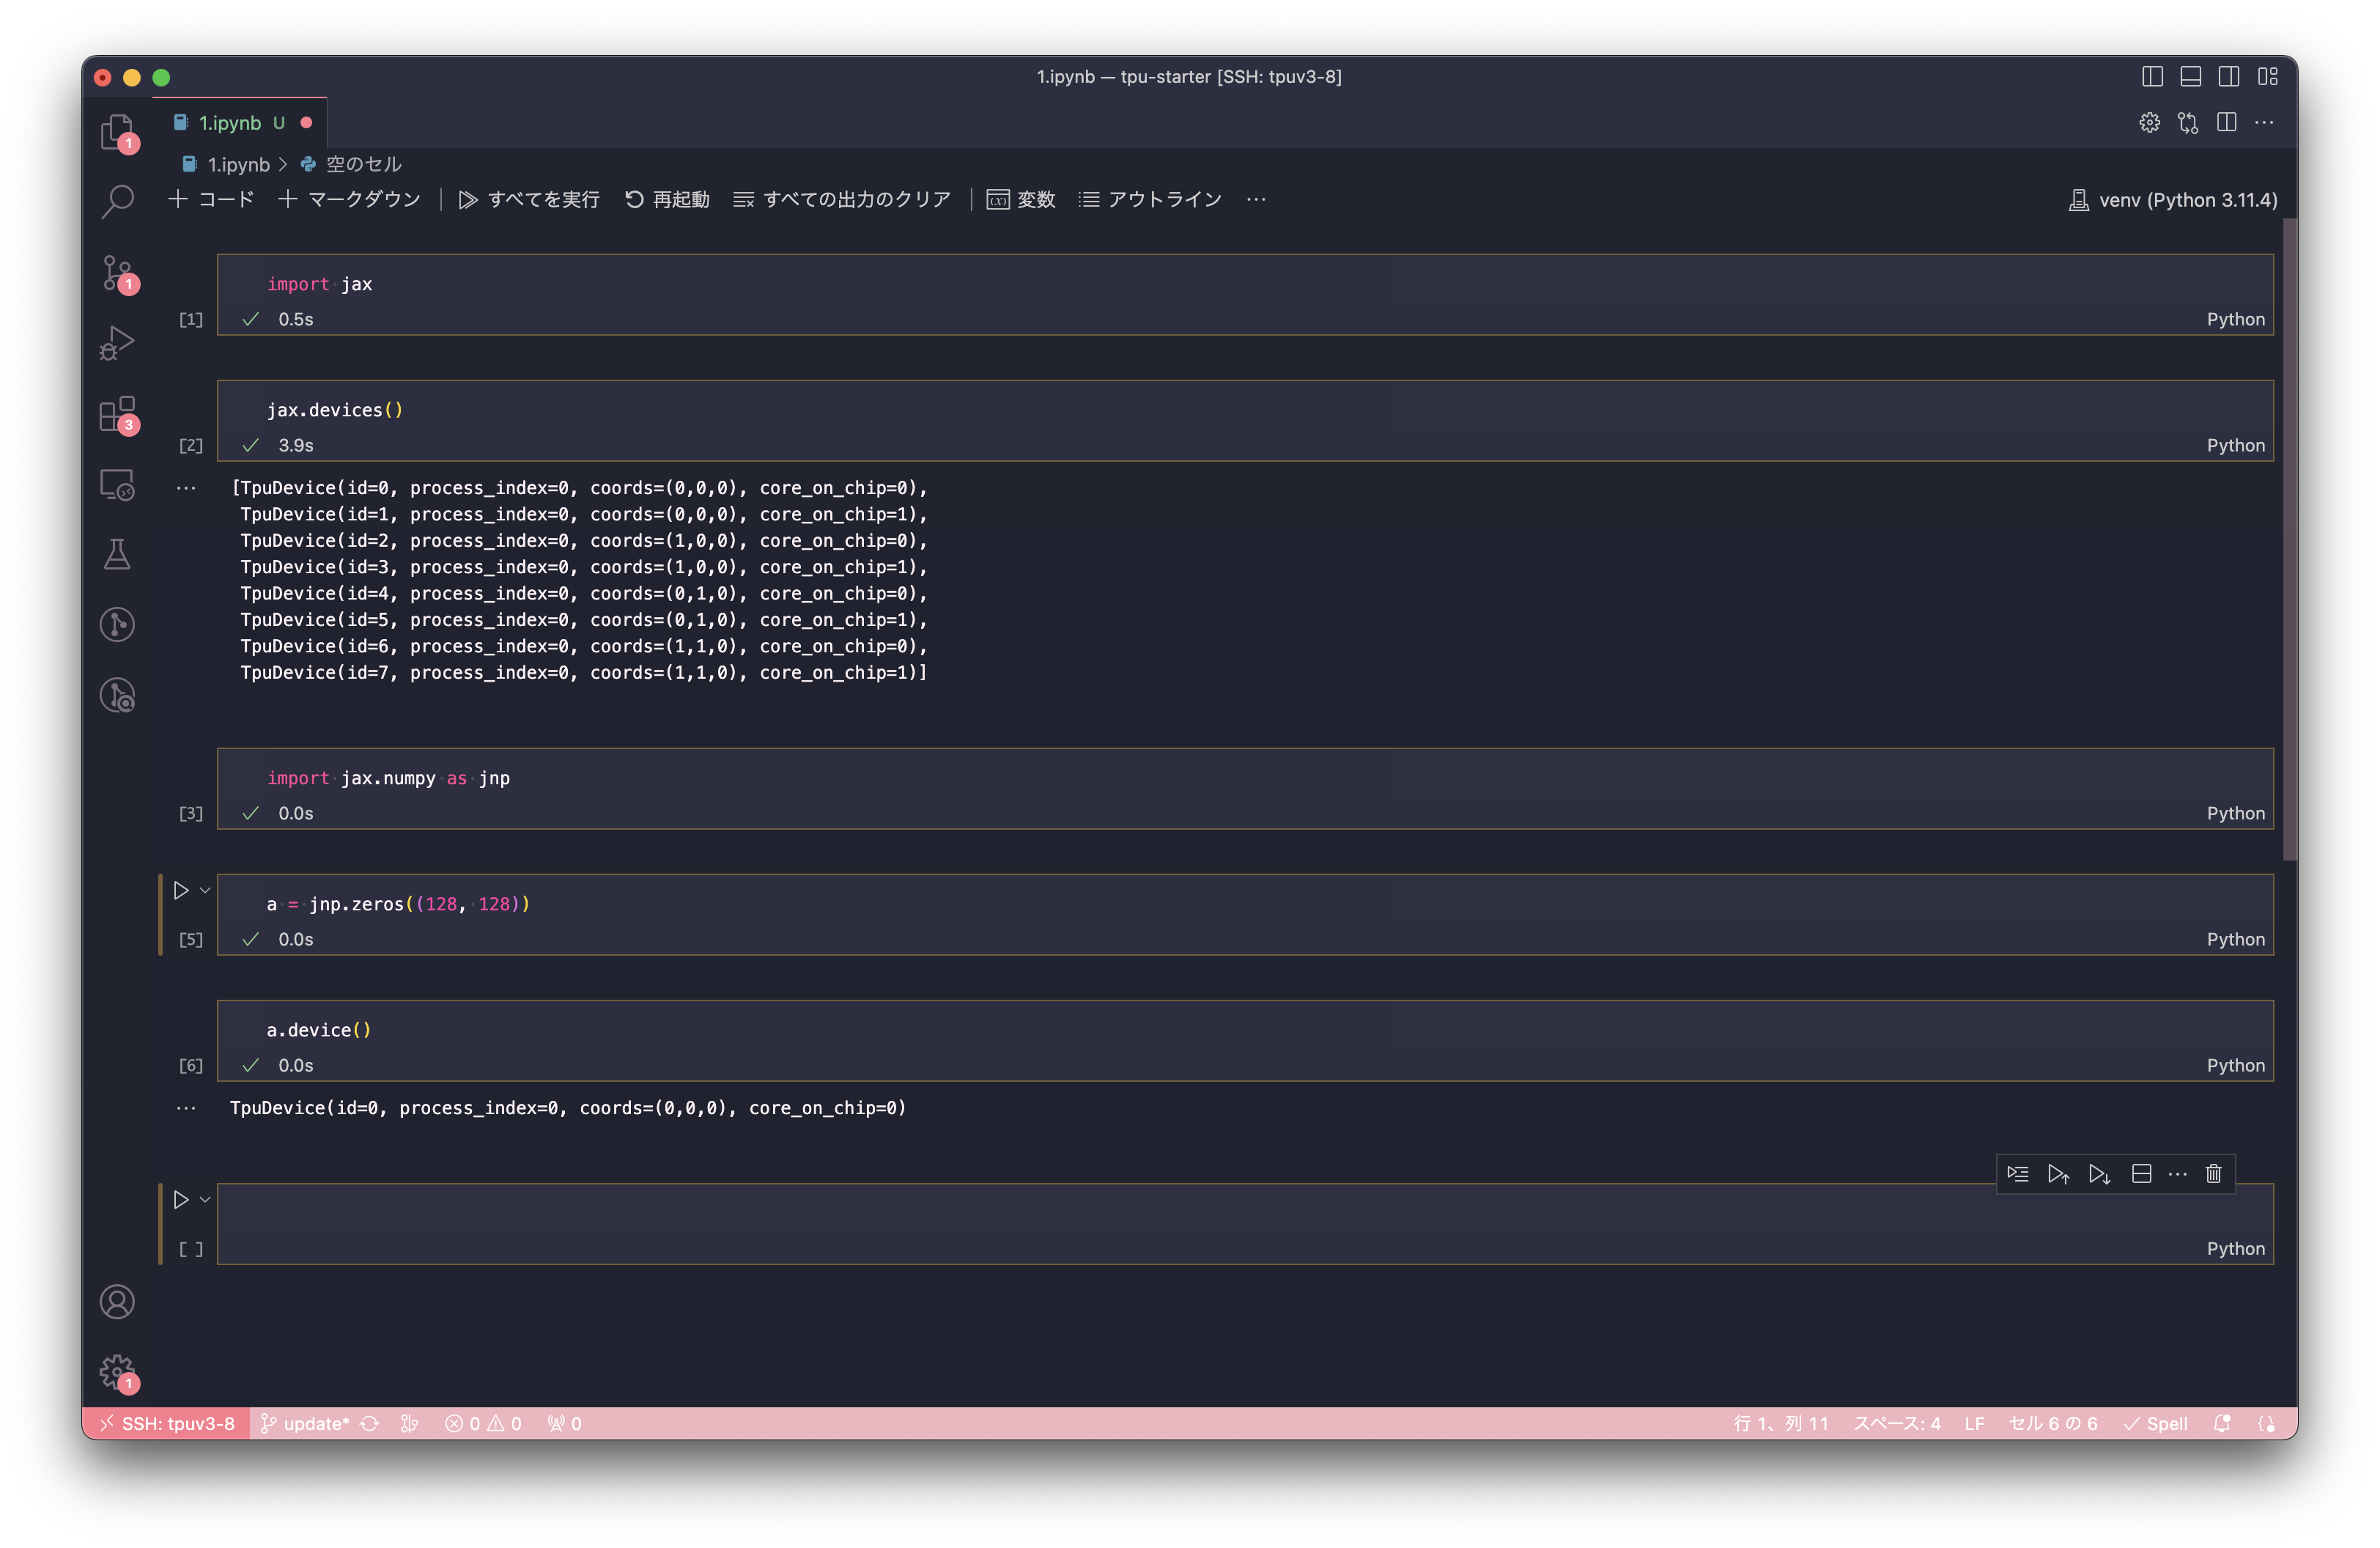 1.ipynb — tpu-starter [SSH: tpuv3-8]
1.ipynb U
1.ipynb > 空のセル
+ コード + マークダウン | すべてを実行 再起動 すべての出力のクリア | (x) 変数 アウトライン ···
venv (Python 3.11.4)
1
1
3
import jax
[1] ✓ 0.5s Python
jax.devices()
[2] ✓ 3.9s Python
[TpuDevice(id=0, process_index=0, coords=(0,0,0), core_on_chip=0),
TpuDevice(id=1, process_index=0, coords=(0,0,0), core_on_chip=1),
TpuDevice(id=2, process_index=0, coords=(1,0,0), core_on_chip=0),
TpuDevice(id=3, process_index=0, coords=(1,0,0), core_on_chip=1),
TpuDevice(id=4, process_index=0, coords=(0,1,0), core_on_chip=0),
TpuDevice(id=5, process_index=0, coords=(0,1,0), core_on_chip=1),
TpuDevice(id=6, process_index=0, coords=(1,1,0), core_on_chip=0),
TpuDevice(id=7, process_index=0, coords=(1,1,0), core_on_chip=1)]
import jax.numpy as jnp
[3] ✓ 0.0s Python
a = jnp.zeros((128, 128))
[5] ✓ 0.0s Python
a.device()
[6] ✓ 0.0s Python
TpuDevice(id=0, process_index=0, coords=(0,0,0), core_on_chip=0)
[ ] Python
1
SSH: tpuv3-8 update* 0 0 0 行 1、列 11 スペース: 4 LF セル 6 の 6 ✓ Spell